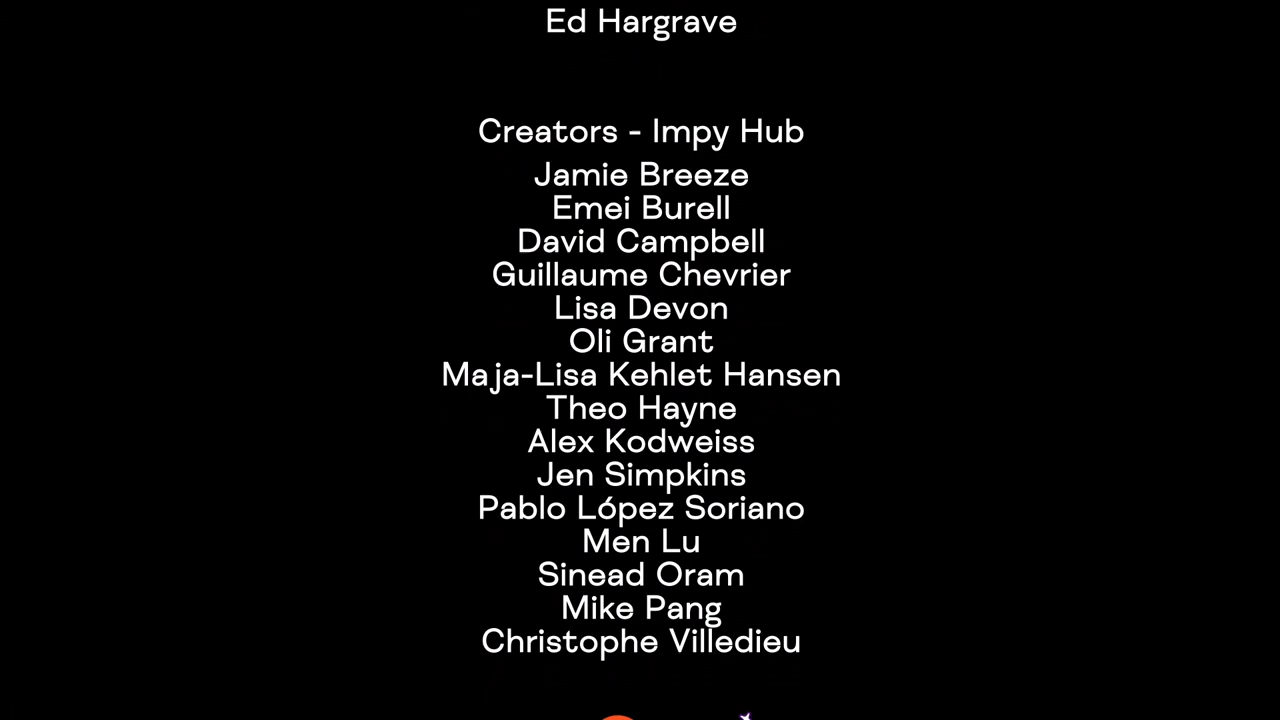 Ed Hargrave
Creators - Impy Hub
Jamie Breeze
Emei Burell
David Campbell
Guillaume Chevrier
Lisa Devon
Oli Grant
Maja-Lisa Kehlet Hansen
Theo Hayne
Alex Kodweiss
Jen Simpkins
Pablo López Soriano
Men Lu
Sinead Oram
Mike Pang
Christophe Villedieu